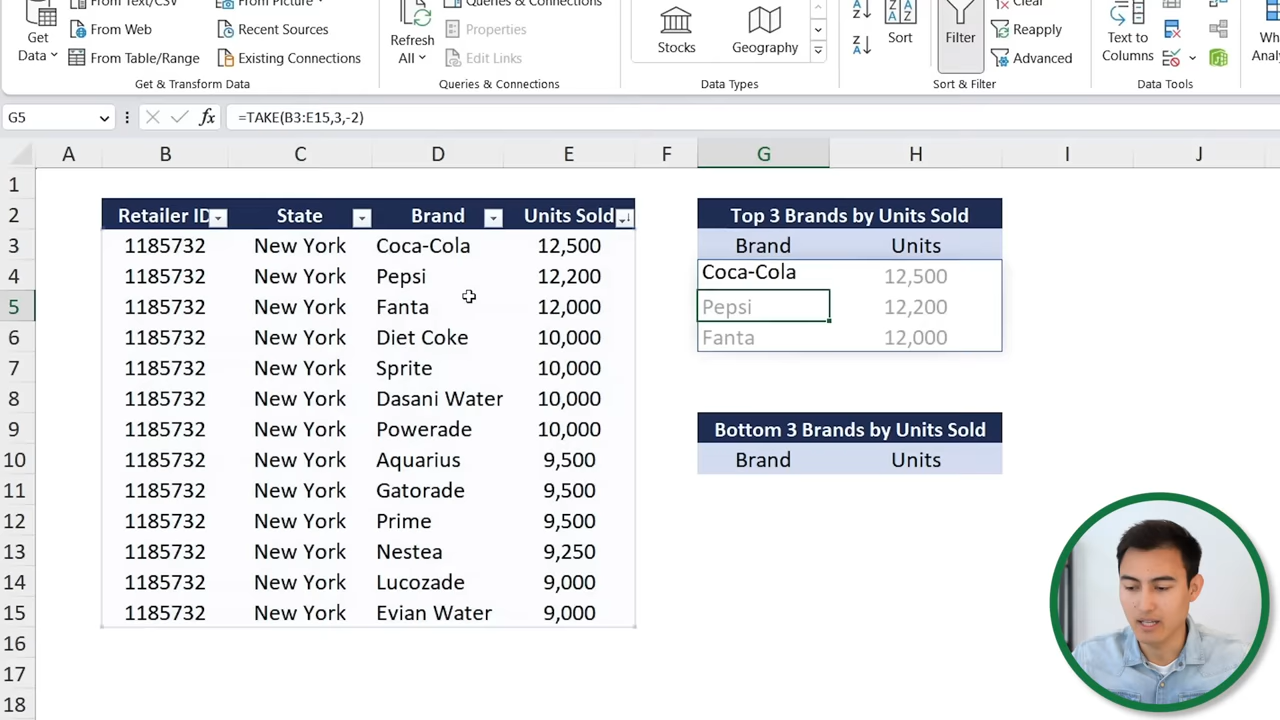 From Text/CSV From Picture Queries & Connections Clear
Get Data From Web Recent Sources Refresh All Properties Stocks Geography Sort Filter Reapply Text to Columns
From Table/Range Existing Connections Edit Links Advanced
Get & Transform Data Queries & Connections Data Types Sort & Filter Data Tools
G5 fx =TAKE(B3:E15,3,-2)
A B C D E F G H I J
1
2 Retailer ID State Brand Units Sold Top 3 Brands by Units Sold
3 1185732 New York Coca-Cola 12,500 Brand Units
4 1185732 New York Pepsi 12,200 Coca-Cola 12,500
5 1185732 New York Fanta 12,000 Pepsi 12,200
6 1185732 New York Diet Coke 10,000 Fanta 12,000
7 1185732 New York Sprite 10,000
8 1185732 New York Dasani Water 10,000
9 1185732 New York Powerade 10,000 Bottom 3 Brands by Units Sold
10 1185732 New York Aquarius 9,500 Brand Units
11 1185732 New York Gatorade 9,500
12 1185732 New York Prime 9,500
13 1185732 New York Nestea 9,250
14 1185732 New York Lucozade 9,000
15 1185732 New York Evian Water 9,000
16
17
18